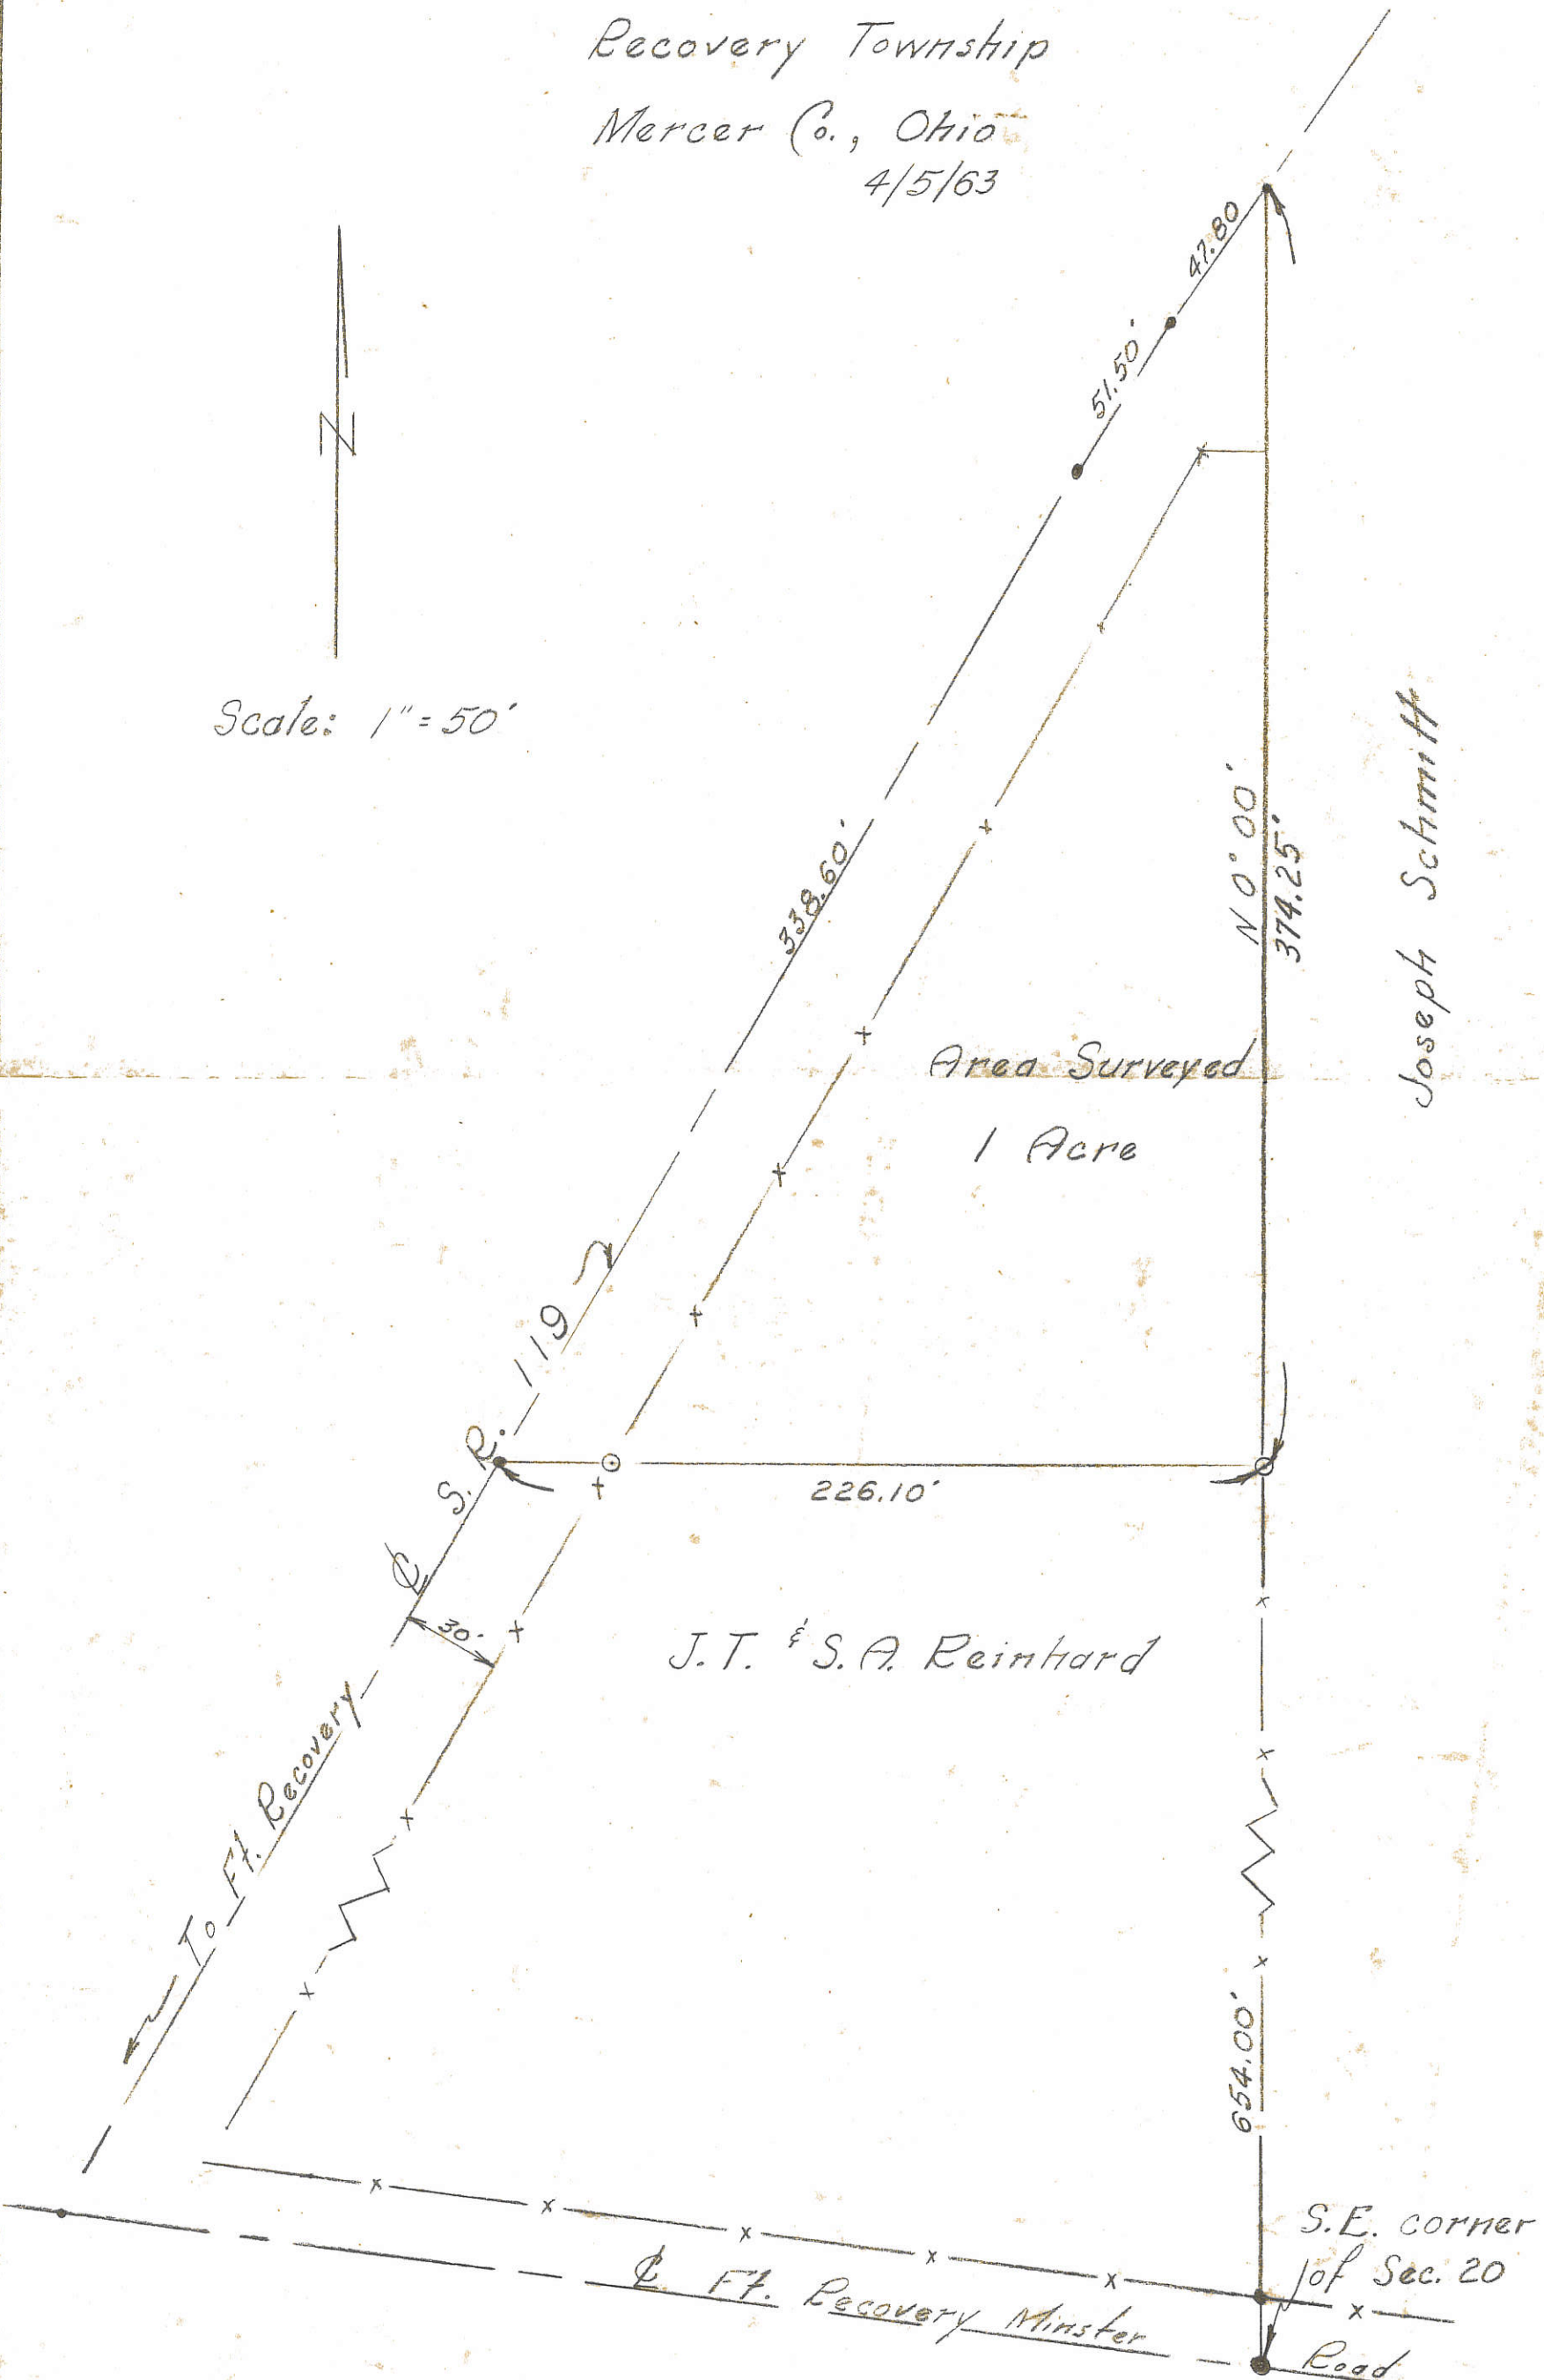 Recovery Township
Mercer Co., Ohio
4/5/63
47.80
51.50'
N
Scale: 1" = 50'
338.60'
N 0° 00'
374.25'
Joseph Schmitt
Area Surveyed
1 Acre
℄ S. R. 119
226.10'
30'
J.T. & S.A. Reinhard
To Ft. Recovery
654.00'
S.E. corner
of Sec. 20
℄ Ft. Recovery Minster Road